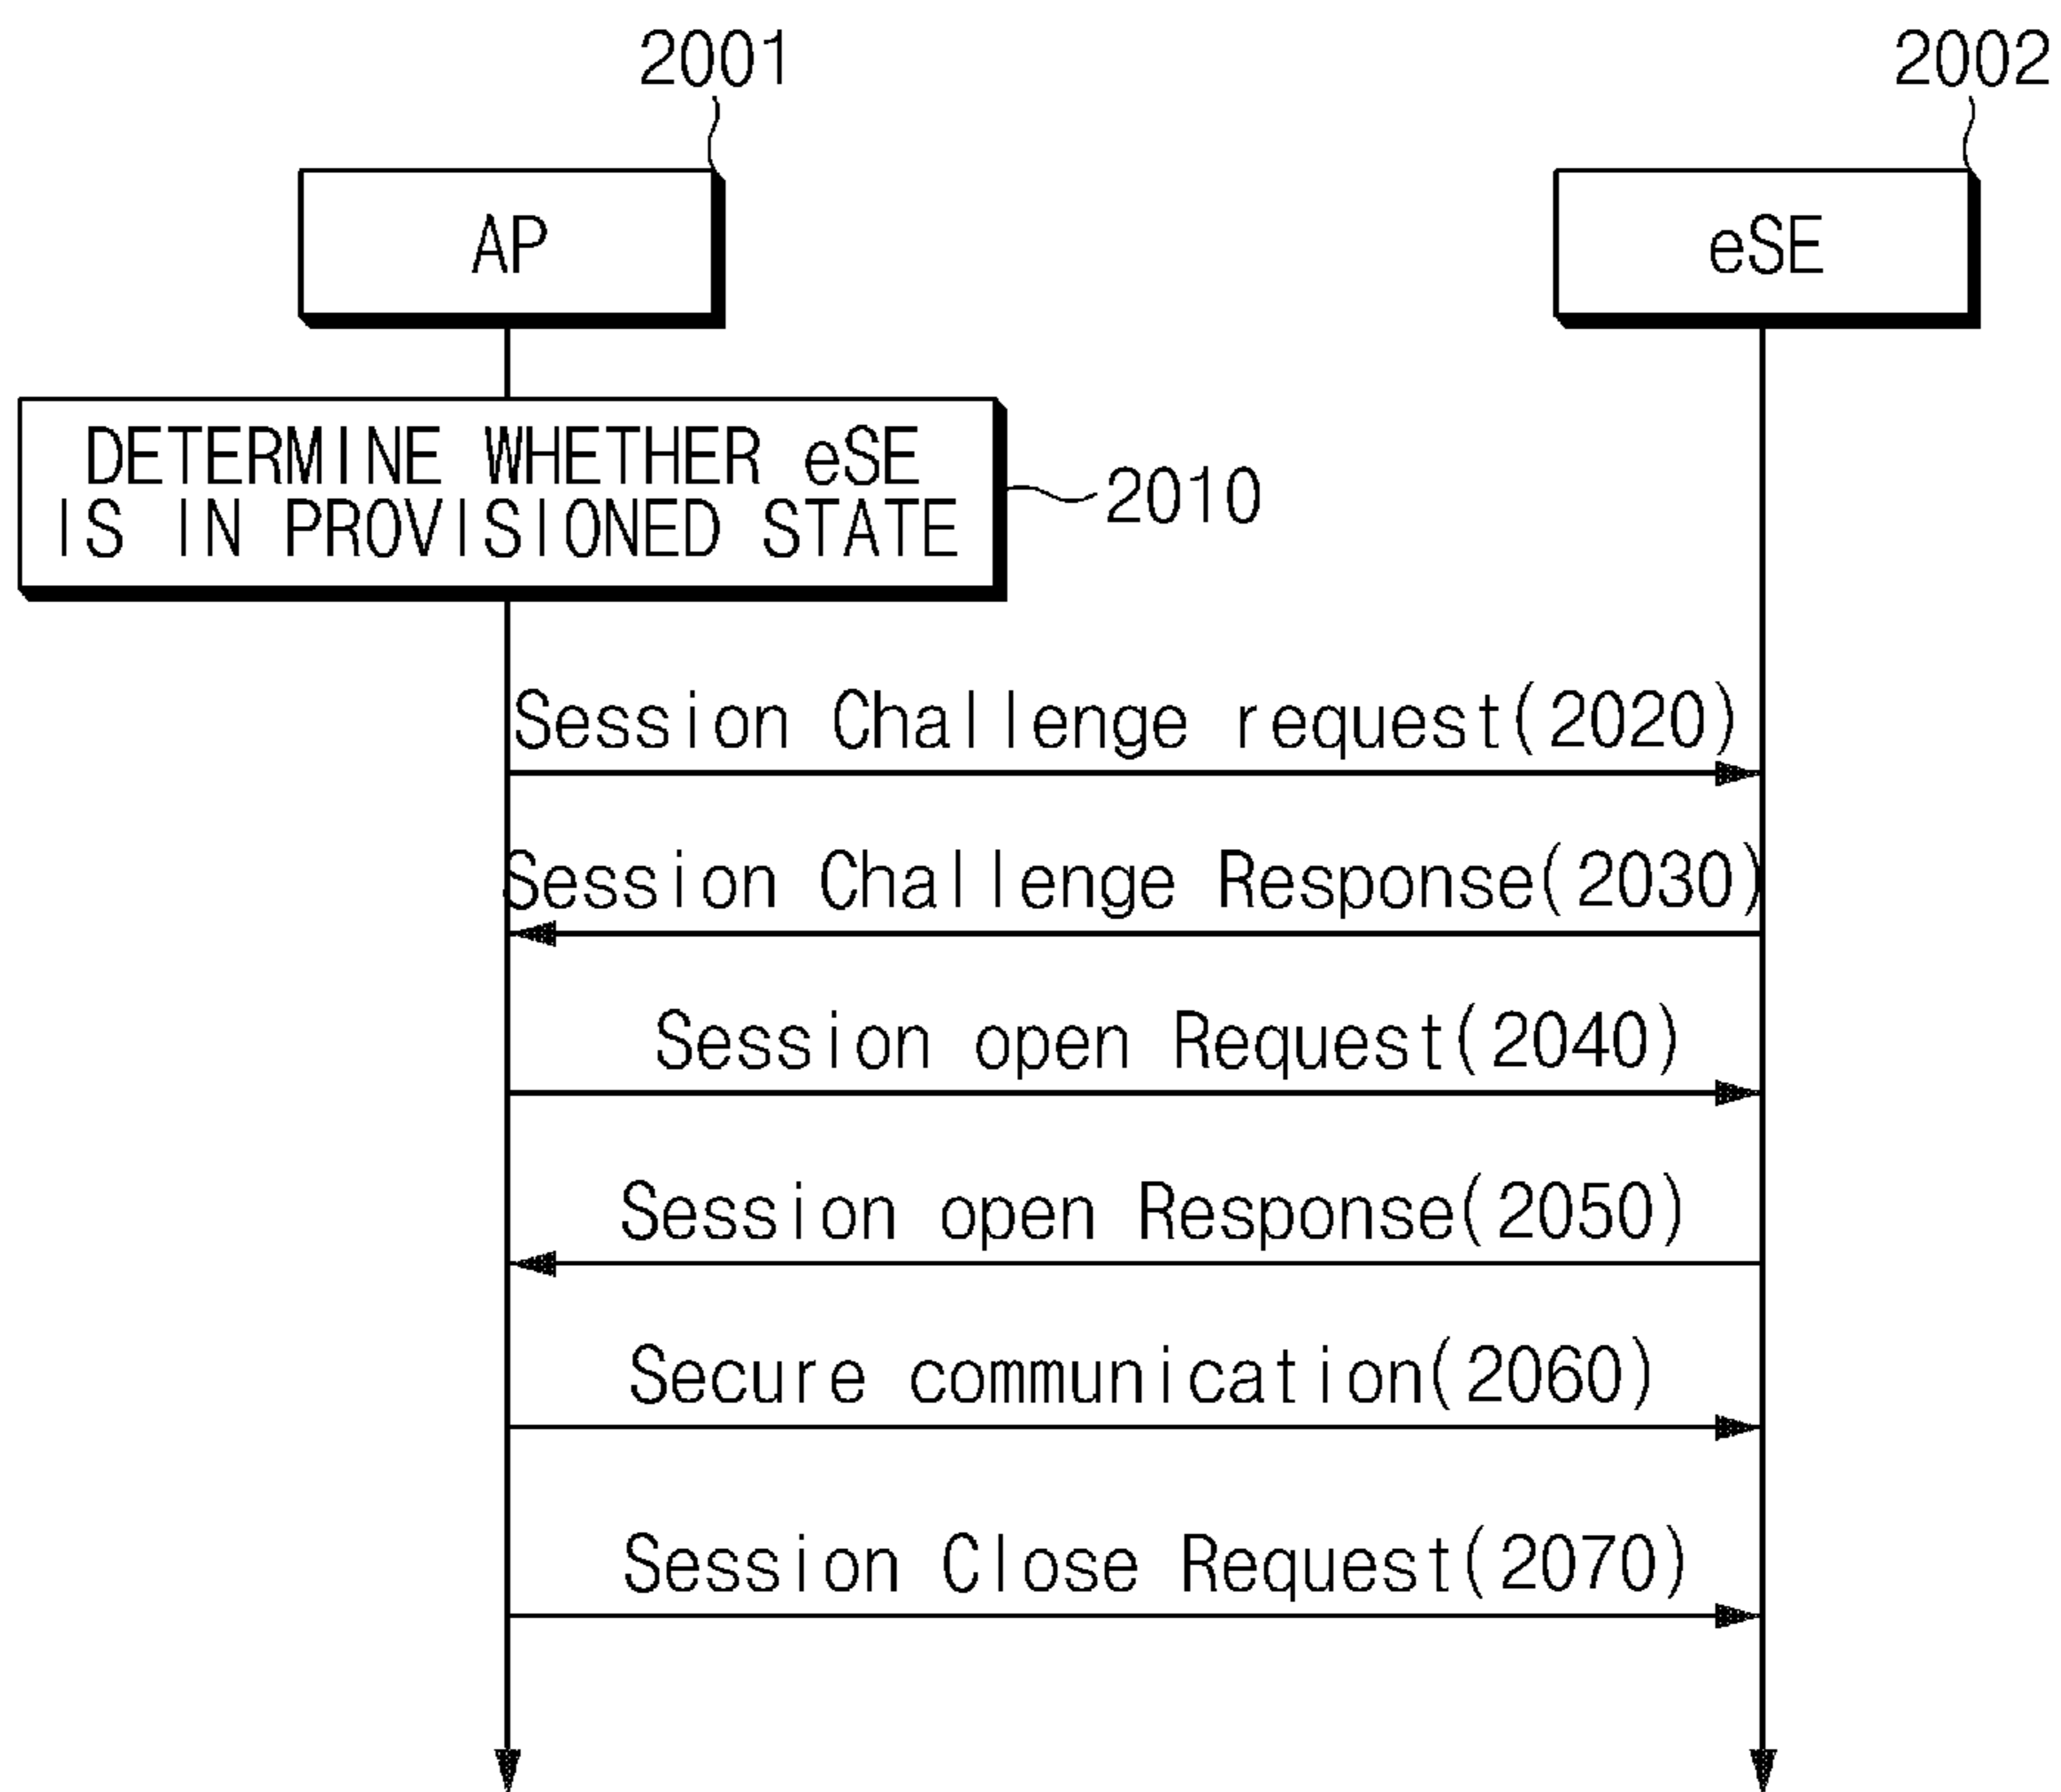 2001
2002
AP
eSE
DETERMINE WHETHER eSE
IS IN PROVISIONED STATE
2010
Session Challenge request(2020)
Session Challenge Response(2030)
Session open Request(2040)
Session open Response(2050)
Secure communication(2060)
Session Close Request(2070)